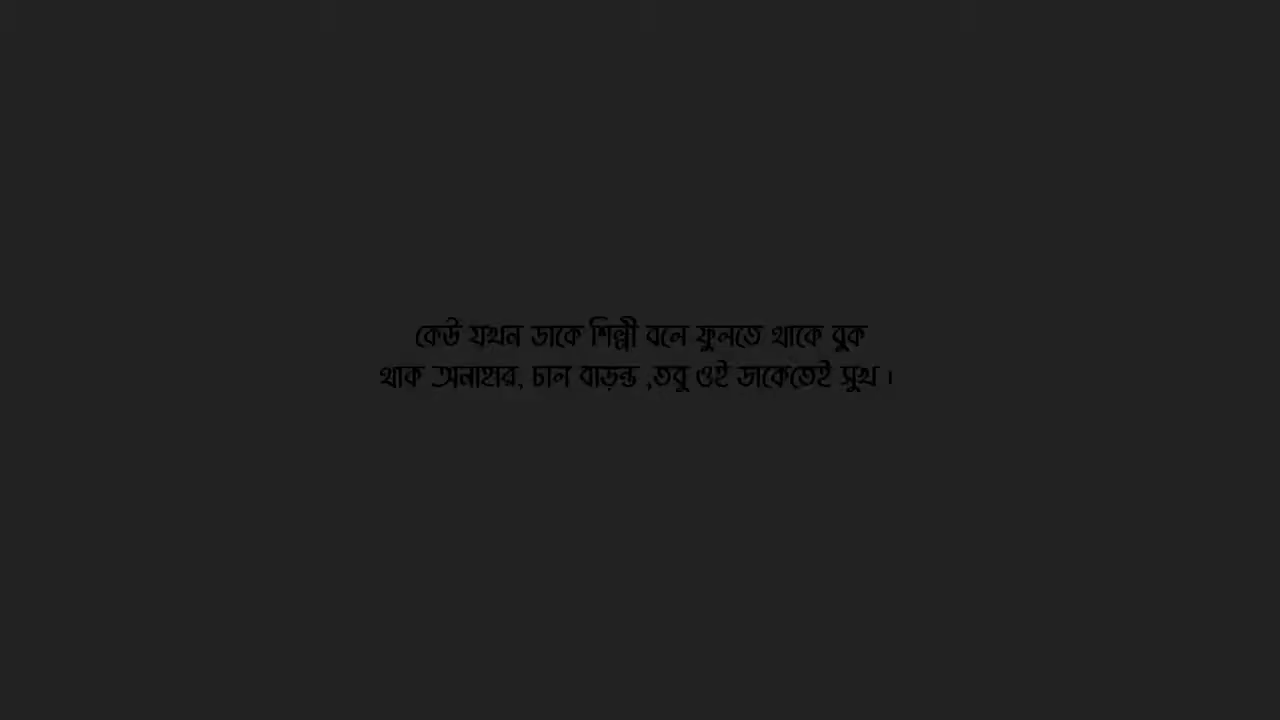 কেউ যখন ডাকে শিল্পী বলে ফুলতে থাকে বুক
থাক অনাহার, চাল বাড়ন্ত ,তবু ওই ডাকেতেই সুখ ।